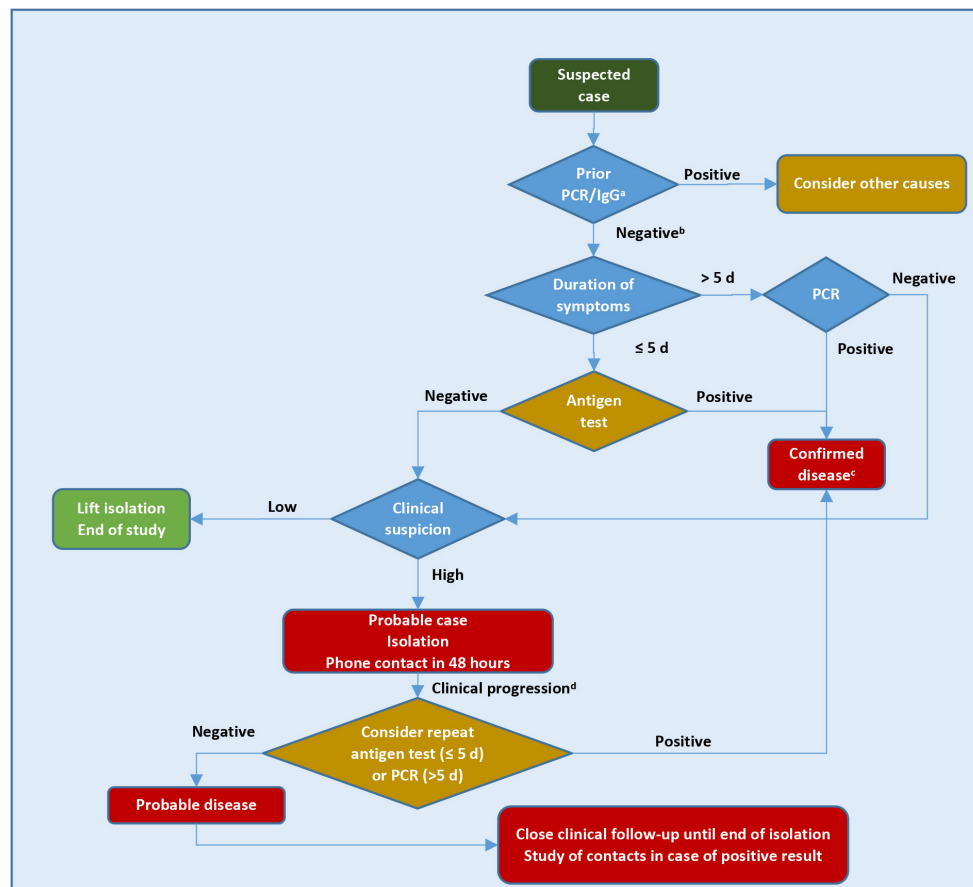 Suspected
case
Prior
PCR/IgGᵃ
Positive
Consider other causes
Negativeᵇ
Duration of
symptoms
> 5 d
PCR
Negative
≤ 5 d
Positive
Negative
Antigen
test
Positive
Confirmed
diseaseᶜ
Lift isolation
End of study
Low
Clinical
suspicion
High
Probable case
Isolation
Phone contact in 48 hours
Clinical progressionᵈ
Negative
Consider repeat
antigen test (≤ 5 d)
or PCR (>5 d)
Positive
Probable disease
Close clinical follow-up until end of isolation
Study of contacts in case of positive result